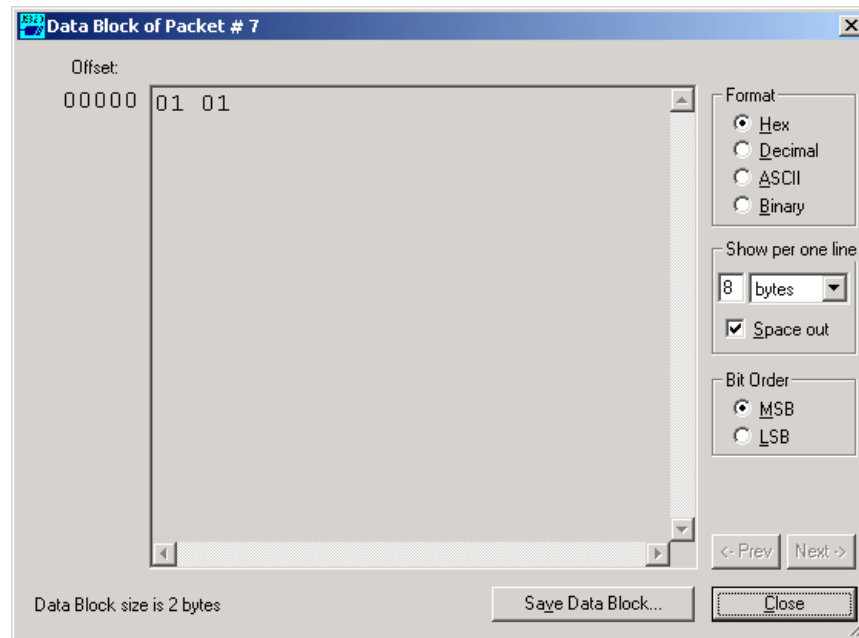 Data Block of Packet # 7
Offset:
00000 01 01
Format
Hex
Decimal
ASCII
Binary
Show per one line
8 bytes
Space out
Bit Order
MSB
LSB
<- Prev Next ->
Data Block size is 2 bytes Save Data Block... Close